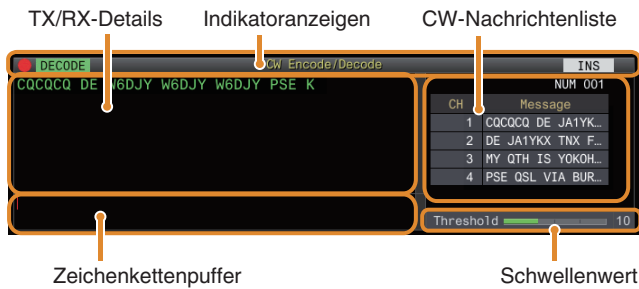 TX/RX-Details
Indikatoranzeigen
CW-Nachrichtenliste
DECODE
CW Encode/Decode
INS
CQCQCQ DE W6DJY W6DJY W6DJY PSE K
NUM 001
CH Message
1 CQCQCQ DE JA1YK…
2 DE JA1YKX TNX F…
3 MY QTH IS YOKOH…
4 PSE QSL VIA BUR…
Threshold 10
Zeichenkettenpuffer
Schwellenwert